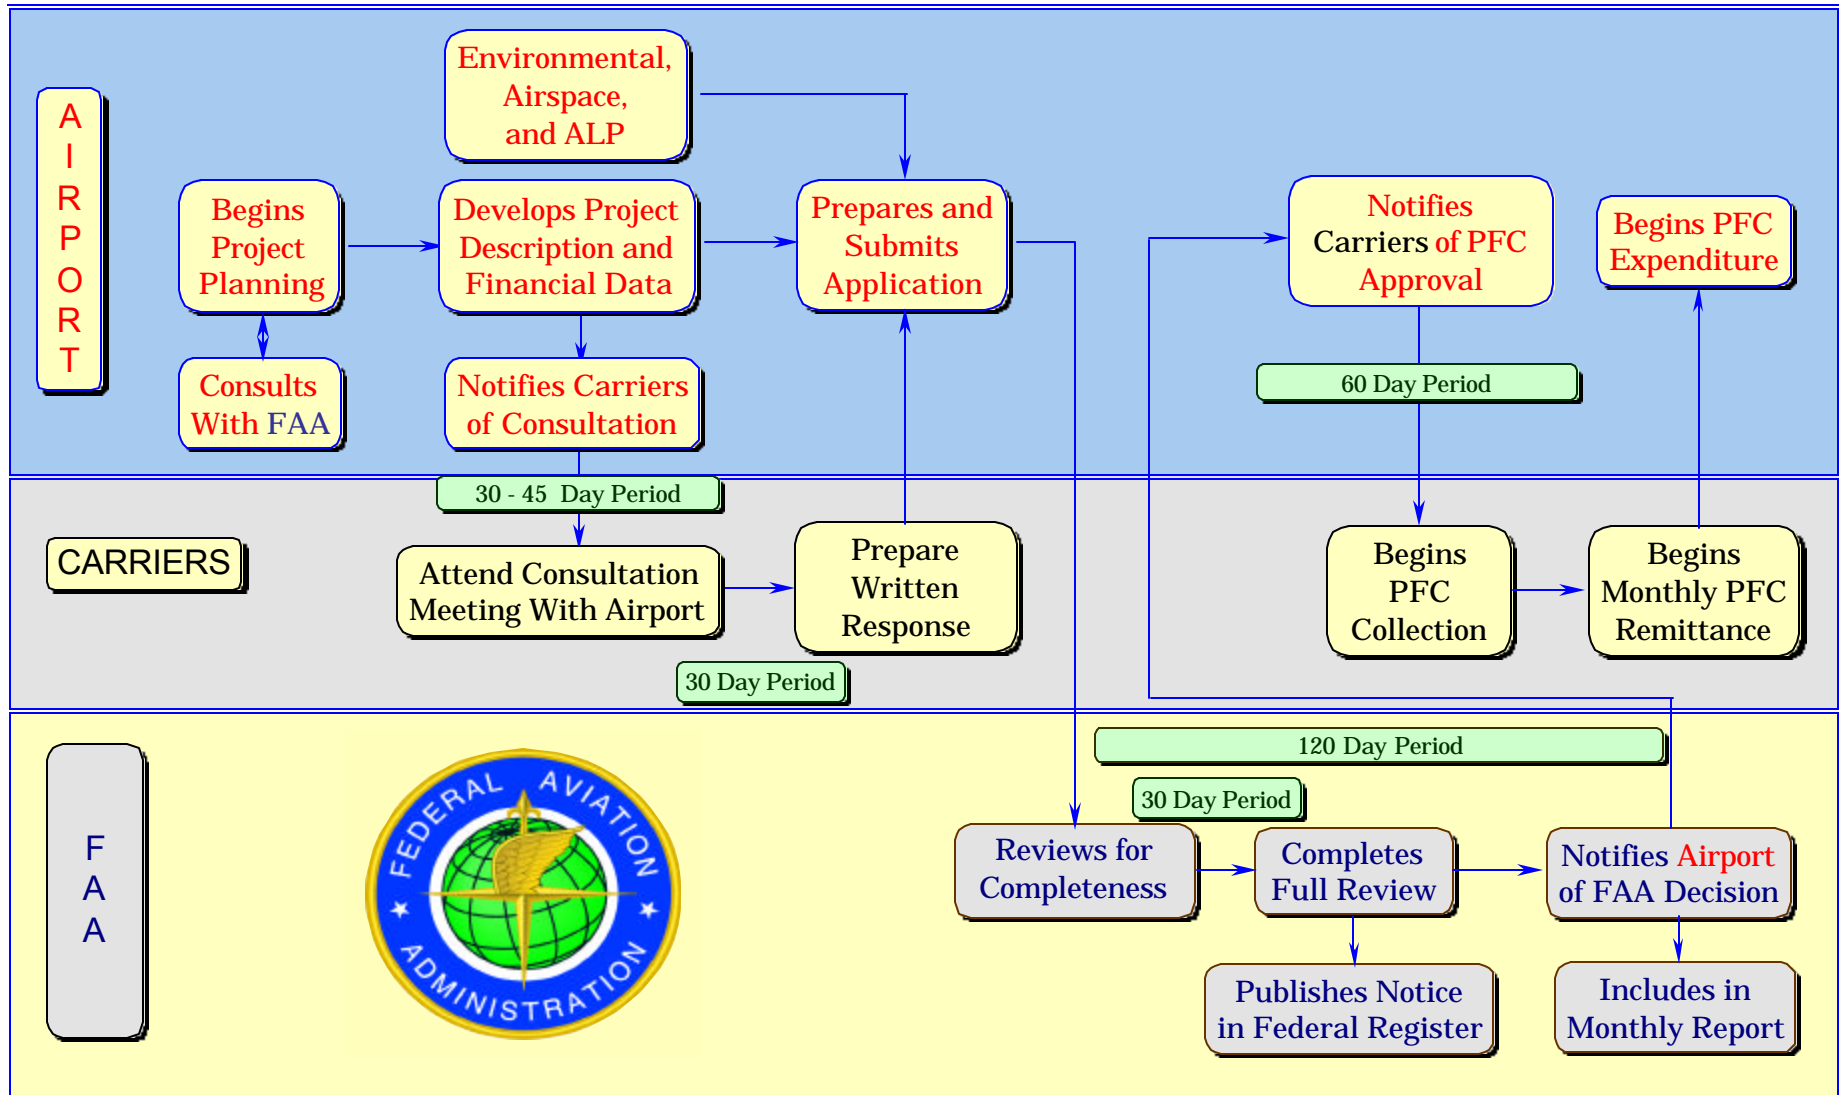 AIRPORT
Environmental,
Airspace,
and ALP
Begins
Project
Planning
Develops Project
Description and
Financial Data
Prepares and
Submits
Application
Notifies
Carriers of PFC
Approval
Begins PFC
Expenditure
Consults
With FAA
Notifies Carriers
of Consultation
60 Day Period
CARRIERS
30 - 45 Day Period
Attend Consultation
Meeting With Airport
Prepare
Written
Response
Begins
PFC
Collection
Begins
Monthly PFC
Remittance
30 Day Period
FAA
FEDERAL AVIATION
ADMINISTRATION
120 Day Period
30 Day Period
Reviews for
Completeness
Completes
Full Review
Notifies Airport
of FAA Decision
Publishes Notice
in Federal Register
Includes in
Monthly Report